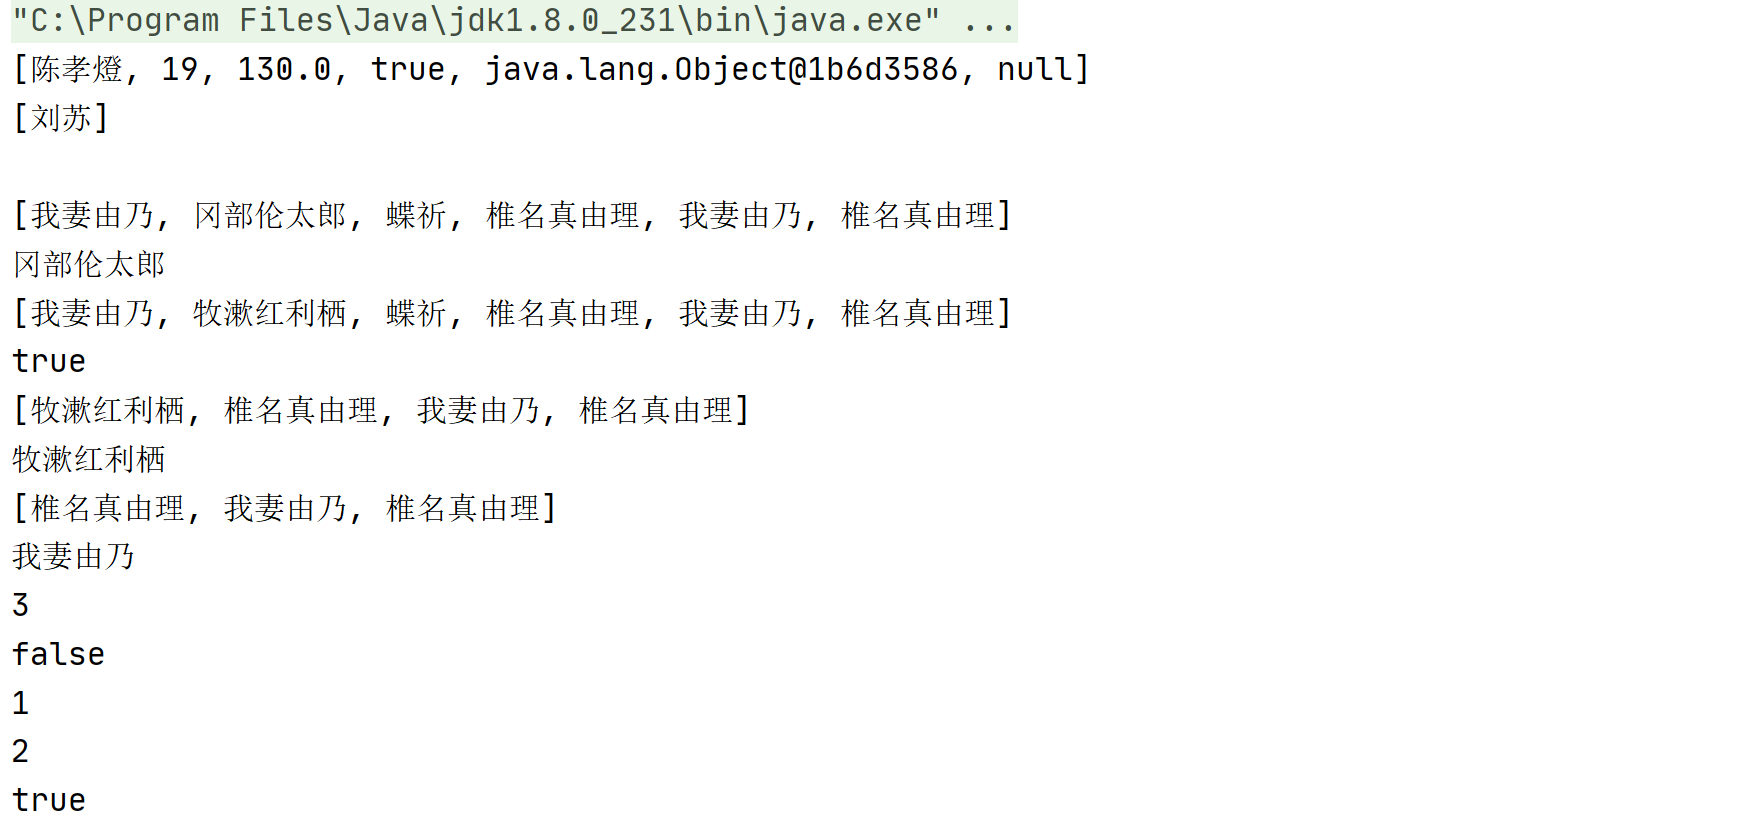 "C:\Program Files\Java\jdk1.8.0_231\bin\java.exe" ...
[陈孝燈, 19, 130.0, true, java.lang.Object@1b6d3586, null]
[刘苏]
[我妻由乃, 冈部伦太郎, 蝶祈, 椎名真由理, 我妻由乃, 椎名真由理]
冈部伦太郎
[我妻由乃, 牧漱红利栖, 蝶祈, 椎名真由理, 我妻由乃, 椎名真由理]
true
[牧漱红利栖, 椎名真由理, 我妻由乃, 椎名真由理]
牧漱红利栖
[椎名真由理, 我妻由乃, 椎名真由理]
我妻由乃
3
false
1
2
true